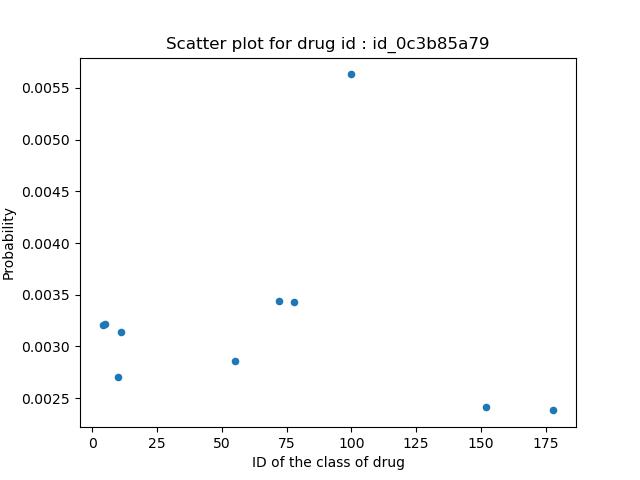 Scatter plot for drug id : id_0c3b85a79
Probability
0.0055
0.0050
0.0045
0.0040
0.0035
0.0030
0.0025
0 25 50 75 100 125 150 175
ID of the class of drug